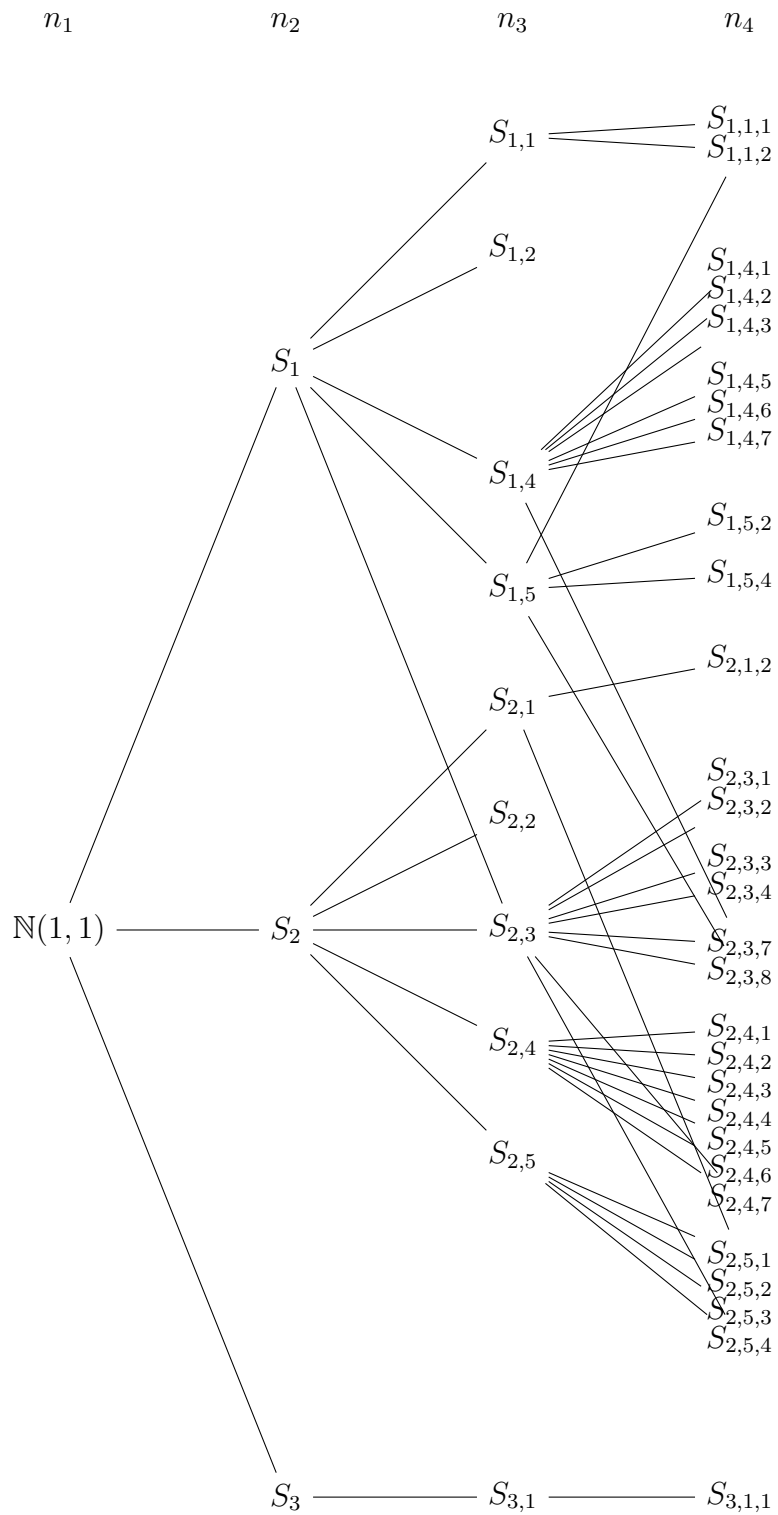 n_1 n_2 n_3 n_4
S_{1,1,1}
S_{1,1}
S_{1,1,2}
S_{1,2}
S_{1,4,1}
S_{1,4,2}
S_{1,4,3}
S_1
S_{1,4,5}
S_{1,4,6}
S_{1,4,7}
S_{1,4}
S_{1,5,2}
S_{1,5,4}
S_{1,5}
S_{2,1,2}
S_{2,1}
S_{2,3,1}
S_{2,3,2}
S_{2,2}
S_{2,3,3}
S_{2,3,4}
ℕ(1, 1) S_2 S_{2,3}
S_{2,3,7}
S_{2,3,8}
S_{2,4,1}
S_{2,4}
S_{2,4,2}
S_{2,4,3}
S_{2,4,4}
S_{2,4,5}
S_{2,5}
S_{2,4,6}
S_{2,4,7}
S_{2,5,1}
S_{2,5,2}
S_{2,5,3}
S_{2,5,4}
S_3 S_{3,1} S_{3,1,1}